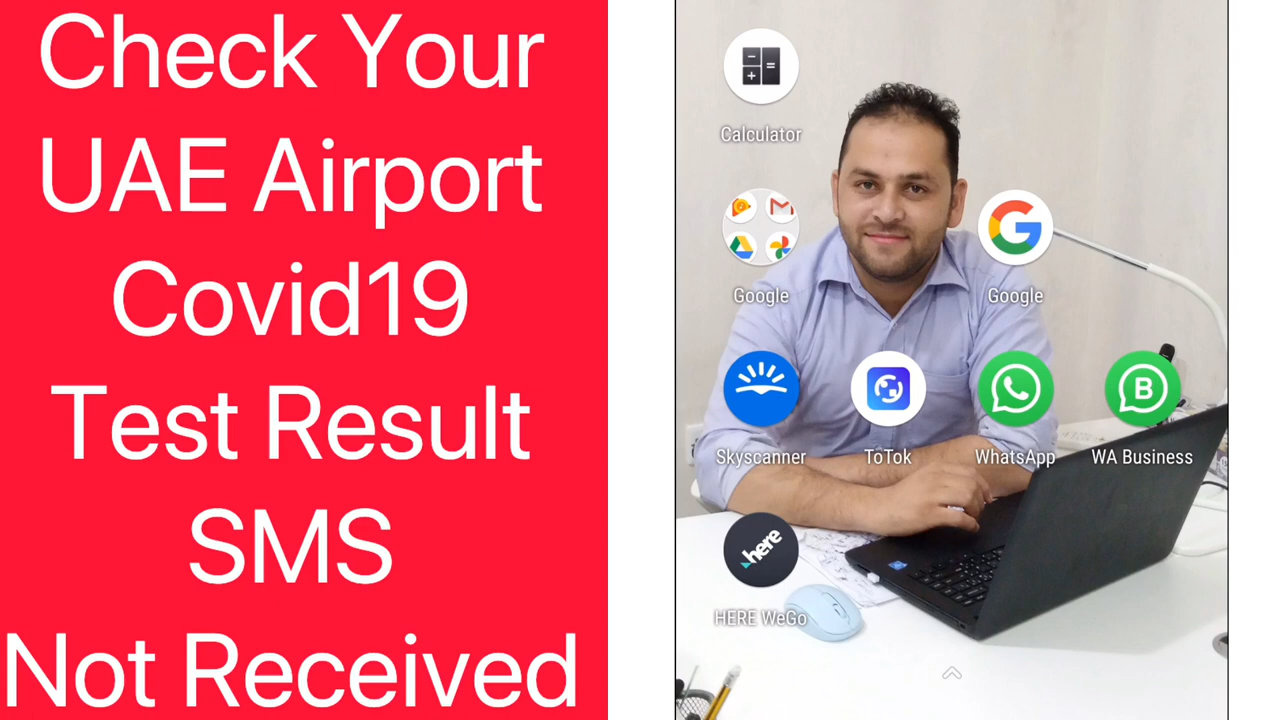 Check Your
UAE Airport
Covid19
Test Result
SMS
Not Received
Calculator
Google
Google
Skyscanner
ToTok
WhatsApp
WA Business
here
HERE WeGo